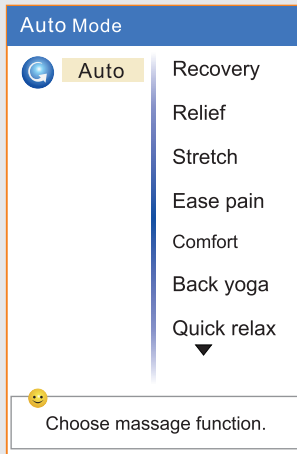 Auto Mode
Auto
Recovery
Relief
Stretch
Ease pain
Comfort
Back yoga
Quick relax
Choose massage function.